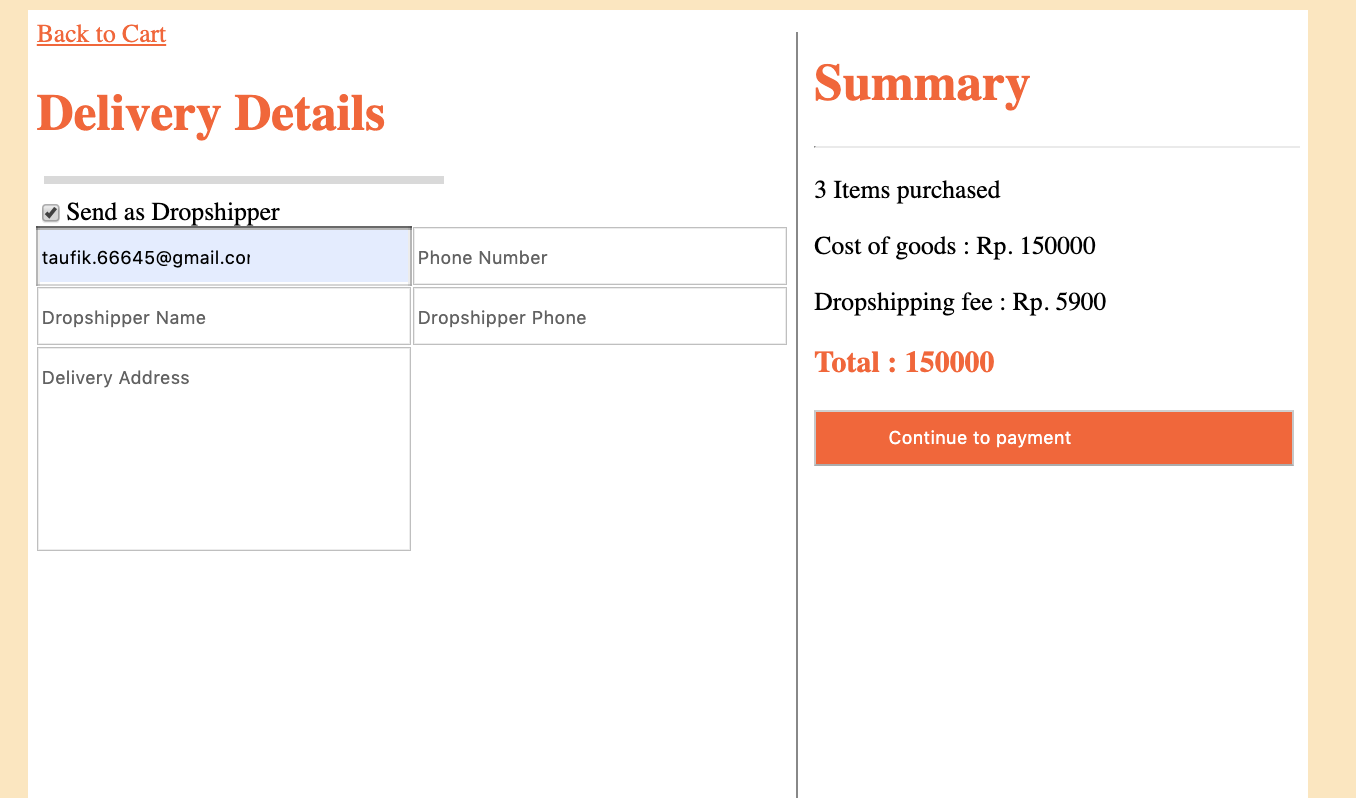 Back to Cart
Delivery Details
Send as Dropshipper
taufik.66645@gmail.cor
Phone Number
Dropshipper Name
Dropshipper Phone
Delivery Address
Summary
3 Items purchased
Cost of goods : Rp. 150000
Dropshipping fee : Rp. 5900
Total : 150000
Continue to payment